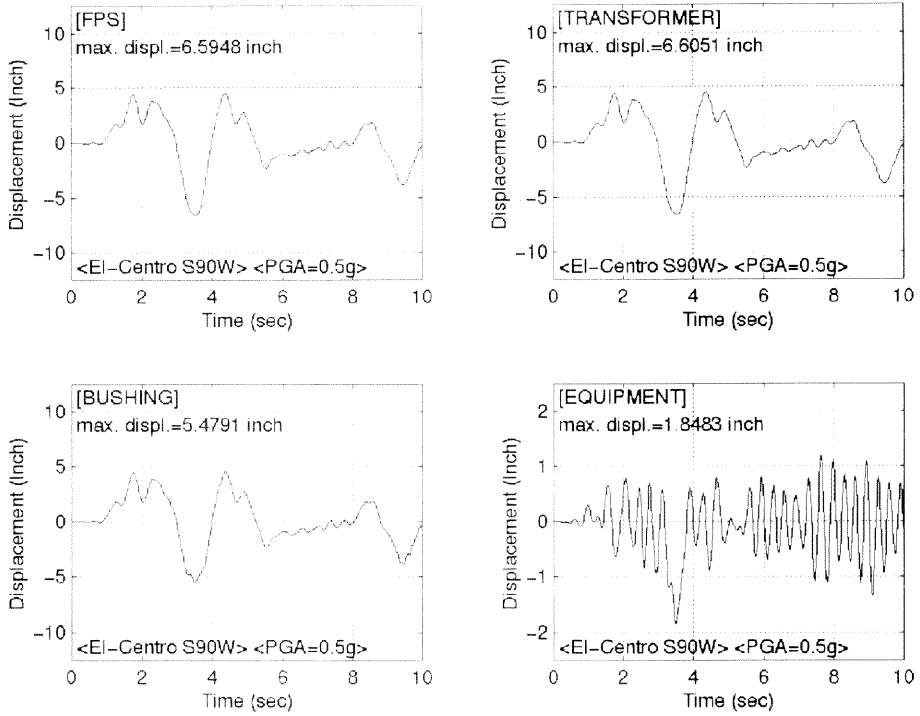 [FPS]
max. displ.=6.5948 inch
10
5
0
−5
−10
Displacement (Inch)
<El−Centro S90W> <PGA=0.5g>
0 2 4 6 8 10
Time (sec)
[TRANSFORMER]
max. displ.=6.6051 inch
10
5
0
−5
−10
Displacement (Inch)
<El−Centro S90W> <PGA=0.5g>
0 2 4 6 8 10
Time (sec)
[BUSHING]
max. displ.=5.4791 inch
10
5
0
−5
−10
Displacement (Inch)
<El−Centro S90W> <PGA=0.5g>
0 2 4 6 8 10
Time (sec)
[EQUIPMENT]
max. displ.=1.8483 inch
2
1
0
−1
−2
Displacement (Inch)
<El−Centro S90W> <PGA=0.5g>
0 2 4 6 8 10
Time (sec)